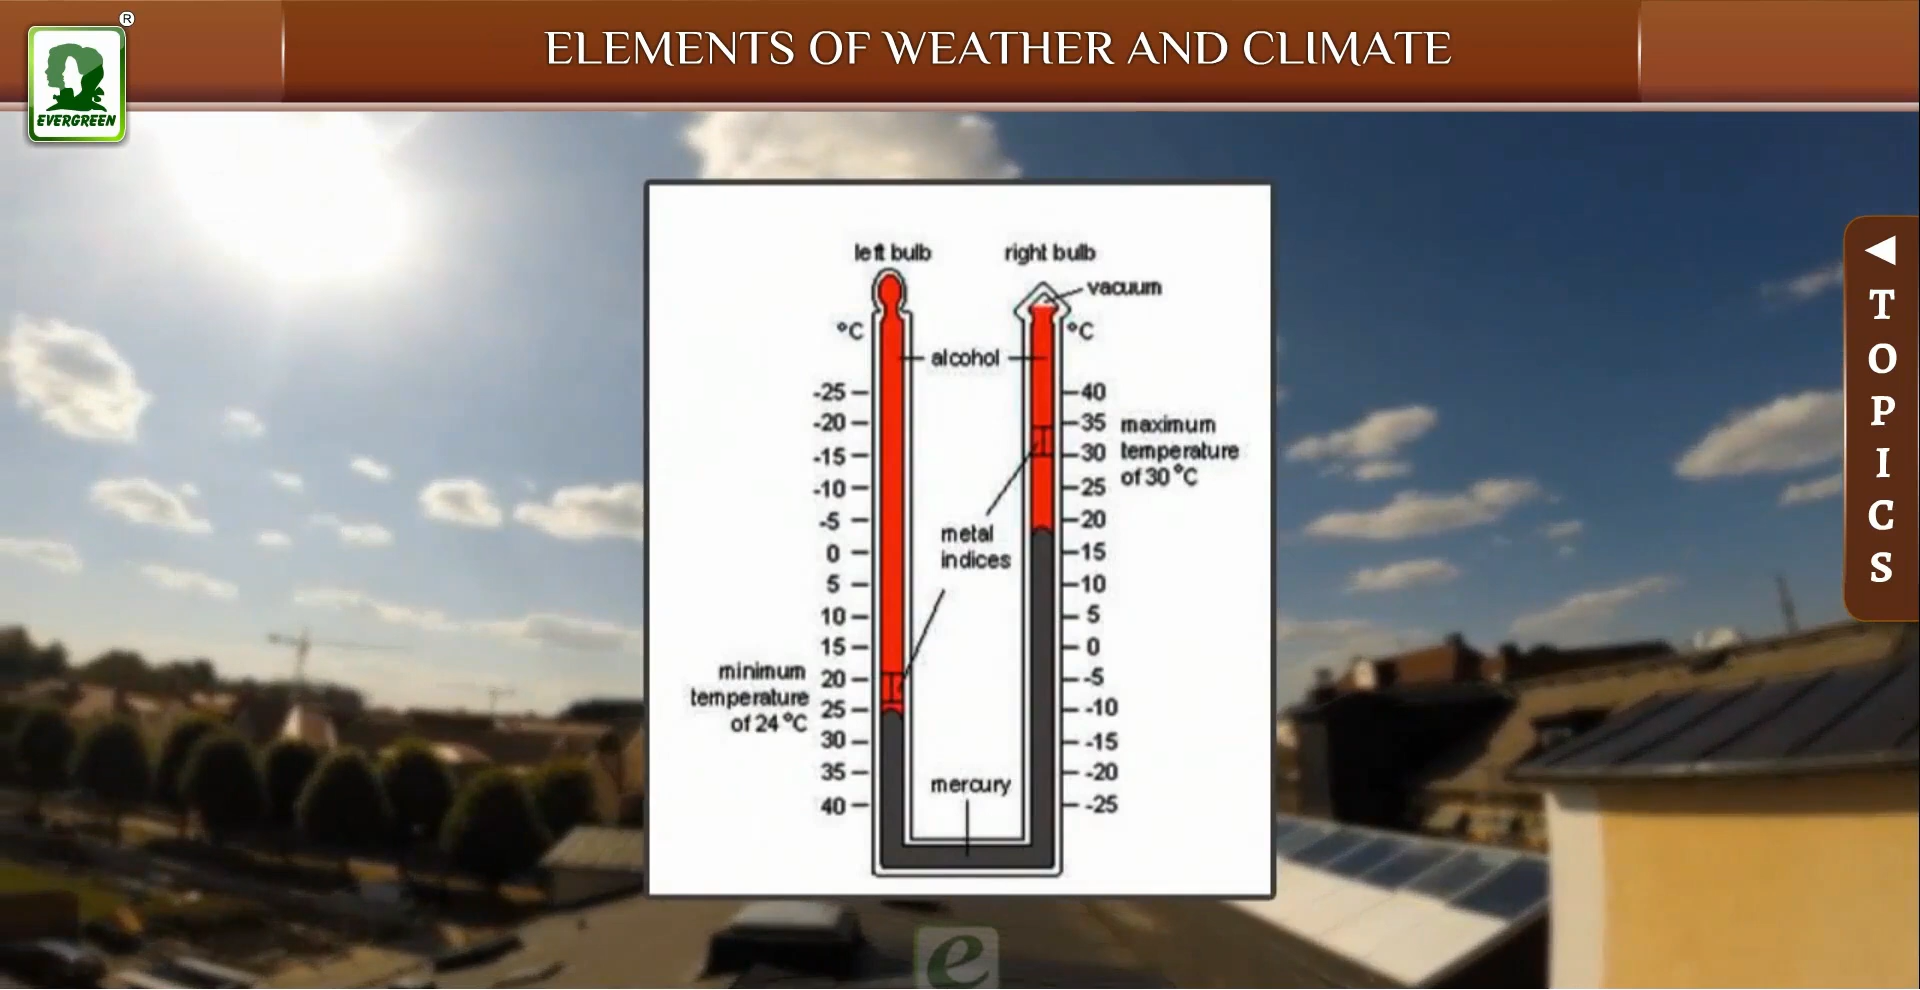 ®
EVERGREEN
ELEMENTS OF WEATHER AND CLIMATE
TOPICS
left bulb
right bulb
vacuum
°C
°C
alcohol
-25
-20
-15
-10
-5
0
5
10
15
20
25
30
35
40
40
35
30
25
20
15
10
5
0
-5
-10
-15
-20
-25
maximum
temperature
of 30 °C
metal
indices
minimum
temperature
of 24 °C
mercury
e